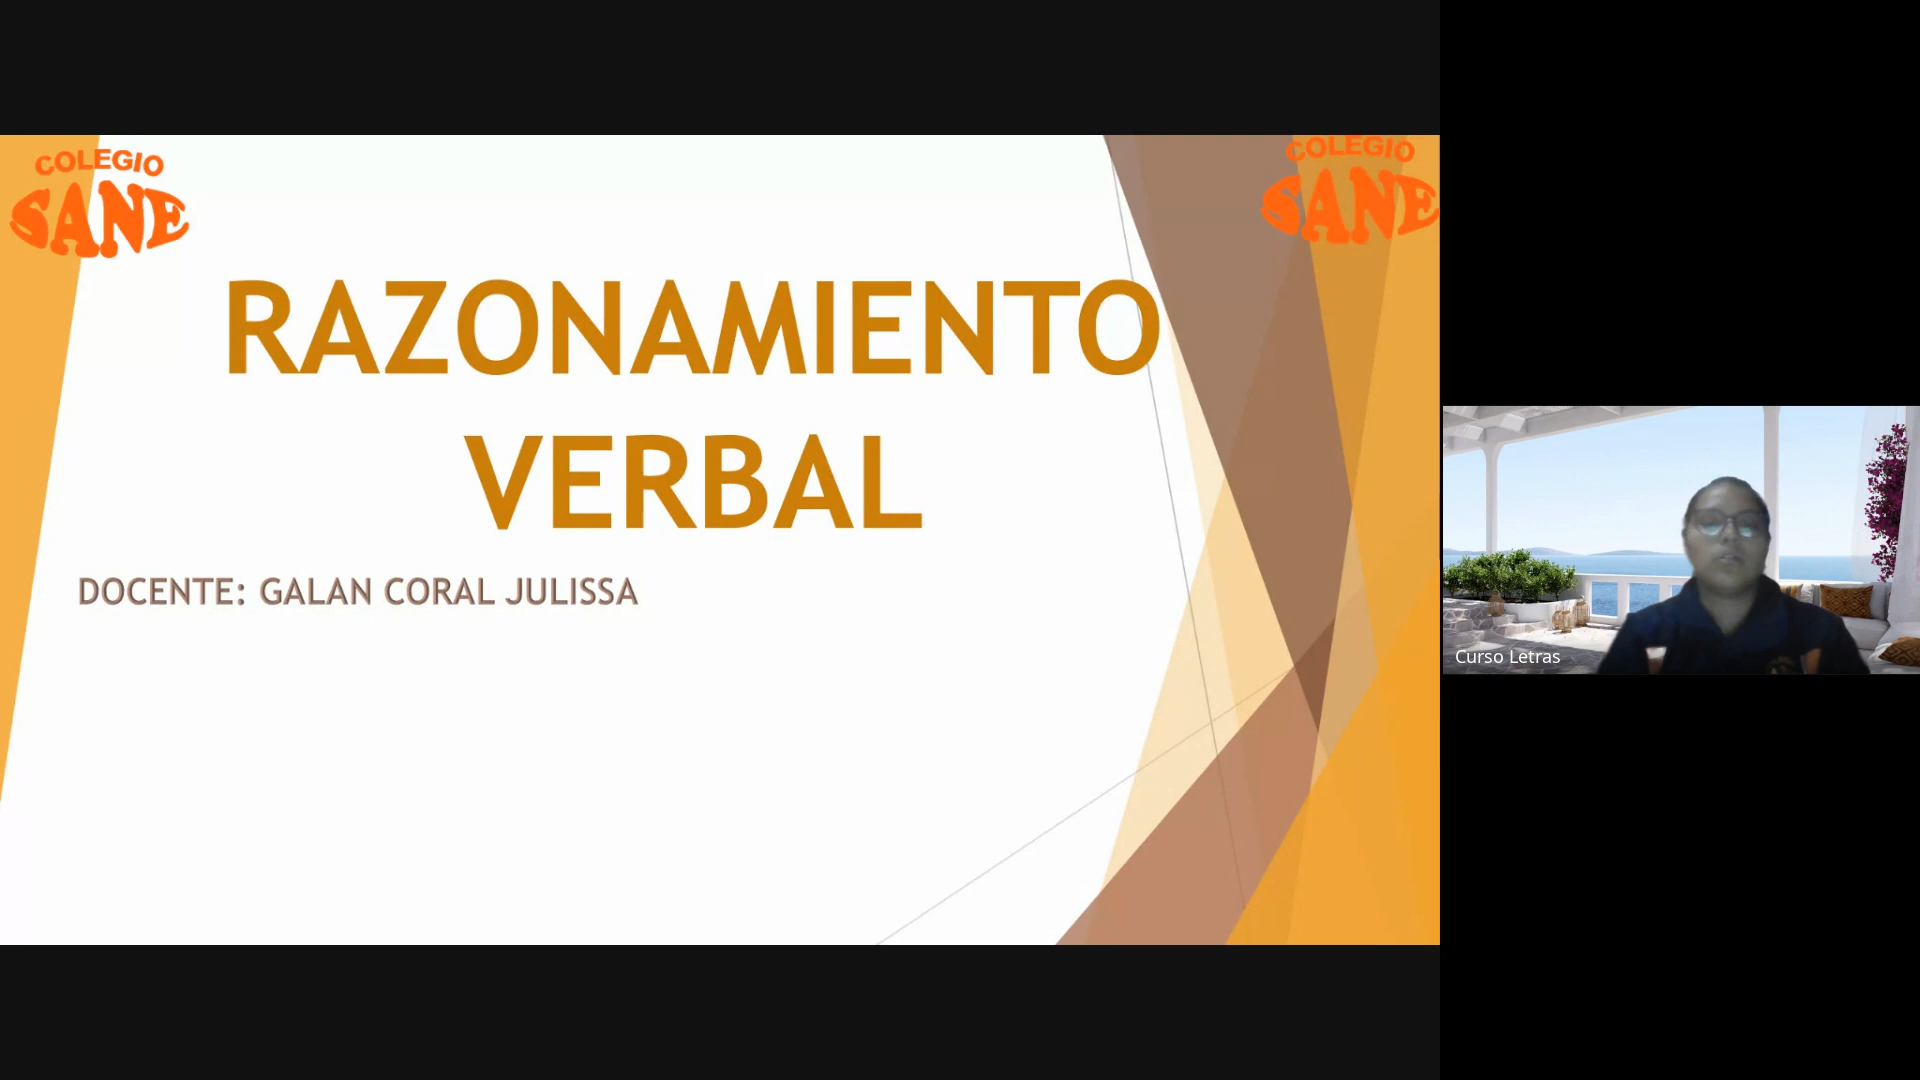 COLEGIO
SANE
COLEGIO
SANE
RAZONAMIENTO
VERBAL
DOCENTE: GALAN CORAL JULISSA
Curso Letras